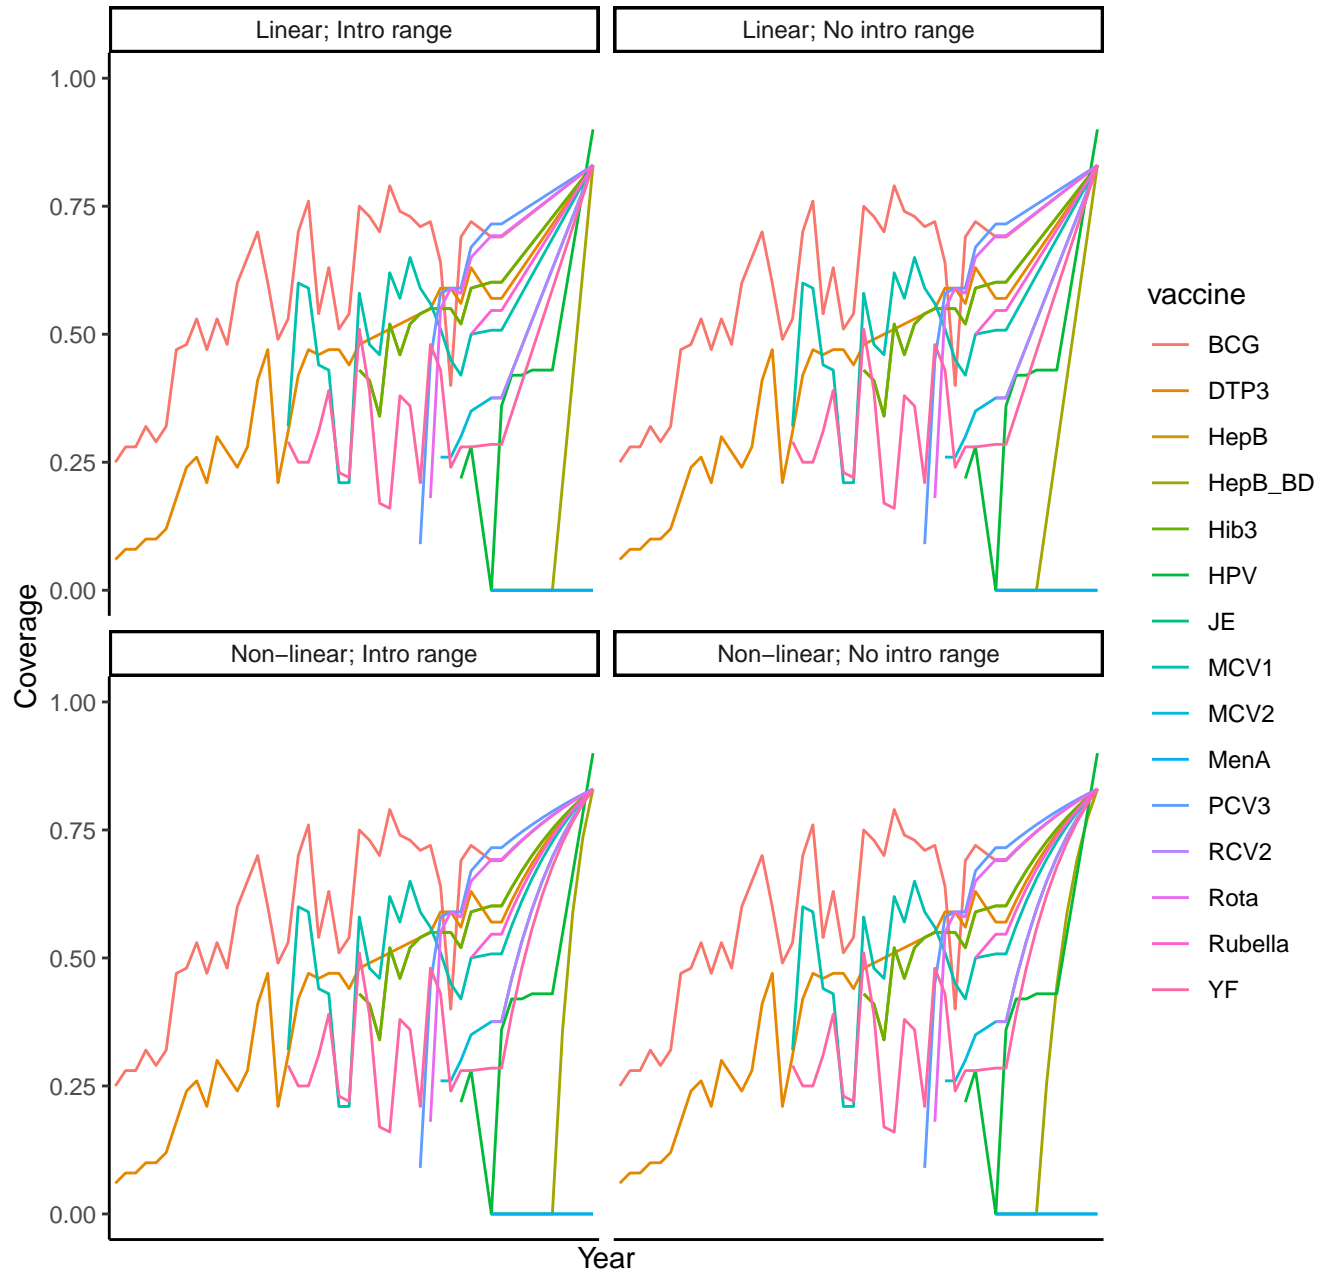 Linear; Intro range
Linear; No intro range
1.00
0.75
0.50
0.25
0.00
Non−linear; Intro range
Non−linear; No intro range
1.00
0.75
0.50
0.25
0.00
Coverage
Year
vaccine
BCG
DTP3
HepB
HepB_BD
Hib3
HPV
JE
MCV1
MCV2
MenA
PCV3
RCV2
Rota
Rubella
YF